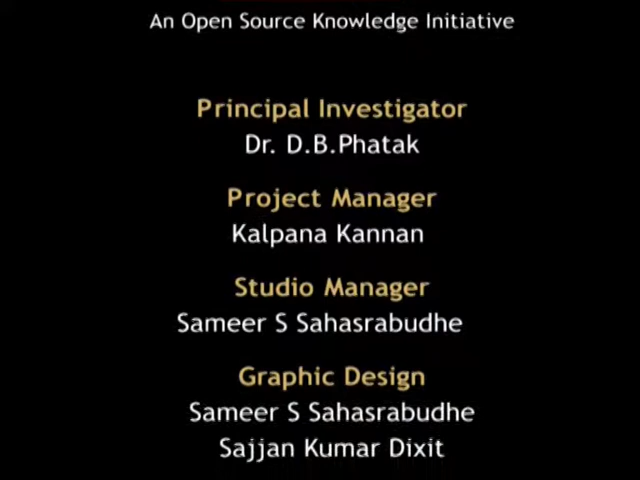 An Open Source Knowledge Initiative
Principal Investigator
Dr. D.B.Phatak
Project Manager
Kalpana Kannan
Studio Manager
Sameer S Sahasrabudhe
Graphic Design
Sameer S Sahasrabudhe
Sajjan Kumar Dixit